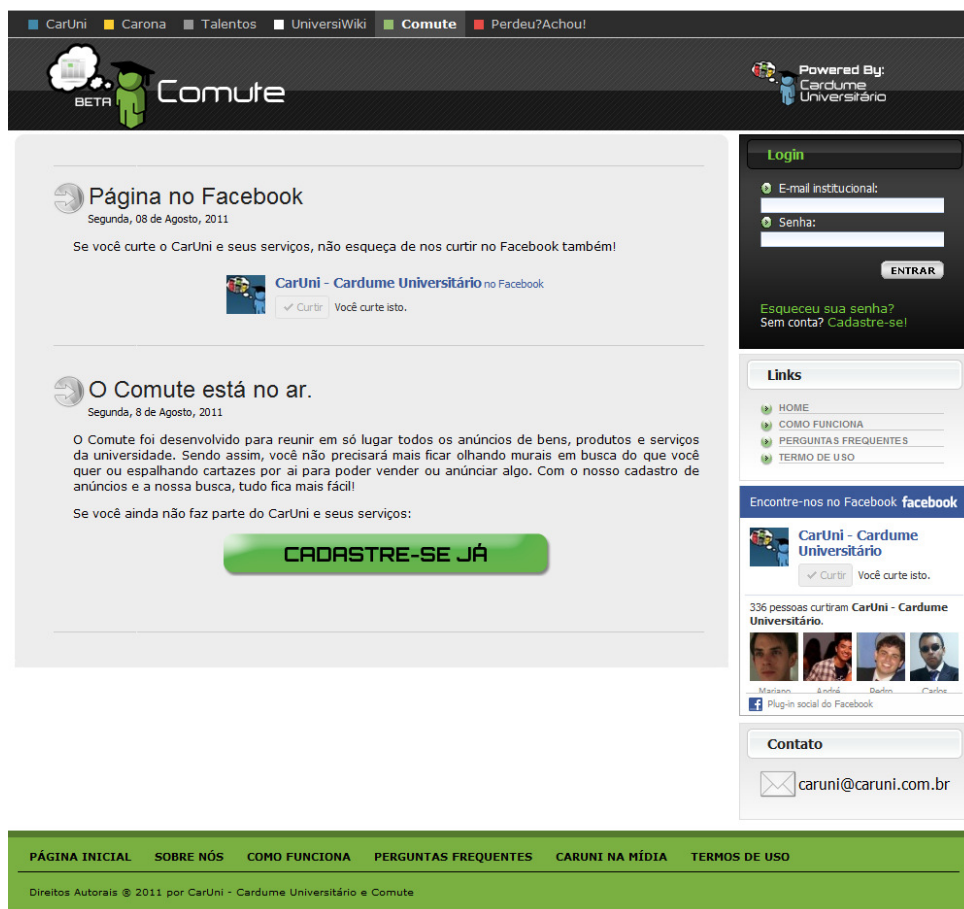 CarUni Carona Talentos UniversiWiki Comute Perdeu?Achou!
BETA Comute
Powered By:
Cardume
Universitário
Página no Facebook
Segunda, 08 de Agosto, 2011
Se você curte o CarUni e seus serviços, não esqueça de nos curtir no Facebook também!
CarUni - Cardume Universitário no Facebook
Curtir Você curte isto.
O Comute está no ar.
Segunda, 8 de Agosto, 2011
O Comute foi desenvolvido para reunir em só lugar todos os anúncios de bens, produtos e serviços
da universidade. Sendo assim, você não precisará mais ficar olhando murais em busca do que você
quer ou espalhando cartazes por ai para poder vender ou anúnciar algo. Com o nosso cadastro de
anúncios e a nossa busca, tudo fica mais fácil!
Se você ainda não faz parte do CarUni e seus serviços:
CADASTRE-SE JÁ
Login
E-mail institucional:
Senha:
ENTRAR
Esqueceu sua senha?
Sem conta? Cadastre-se!
Links
HOME
COMO FUNCIONA
PERGUNTAS FREQUENTES
TERMO DE USO
Encontre-nos no Facebook facebook
CarUni - Cardume
Universitário
Curtir Você curte isto.
336 pessoas curtiram CarUni - Cardume
Universitário.
Mariano André Pedro Carlos
Plug-in social do Facebook
Contato
caruni@caruni.com.br
PÁGINA INICIAL SOBRE NÓS COMO FUNCIONA PERGUNTAS FREQUENTES CARUNI NA MÍDIA TERMOS DE USO
Direitos Autorais @ 2011 por CarUni - Cardume Universitário e Comute